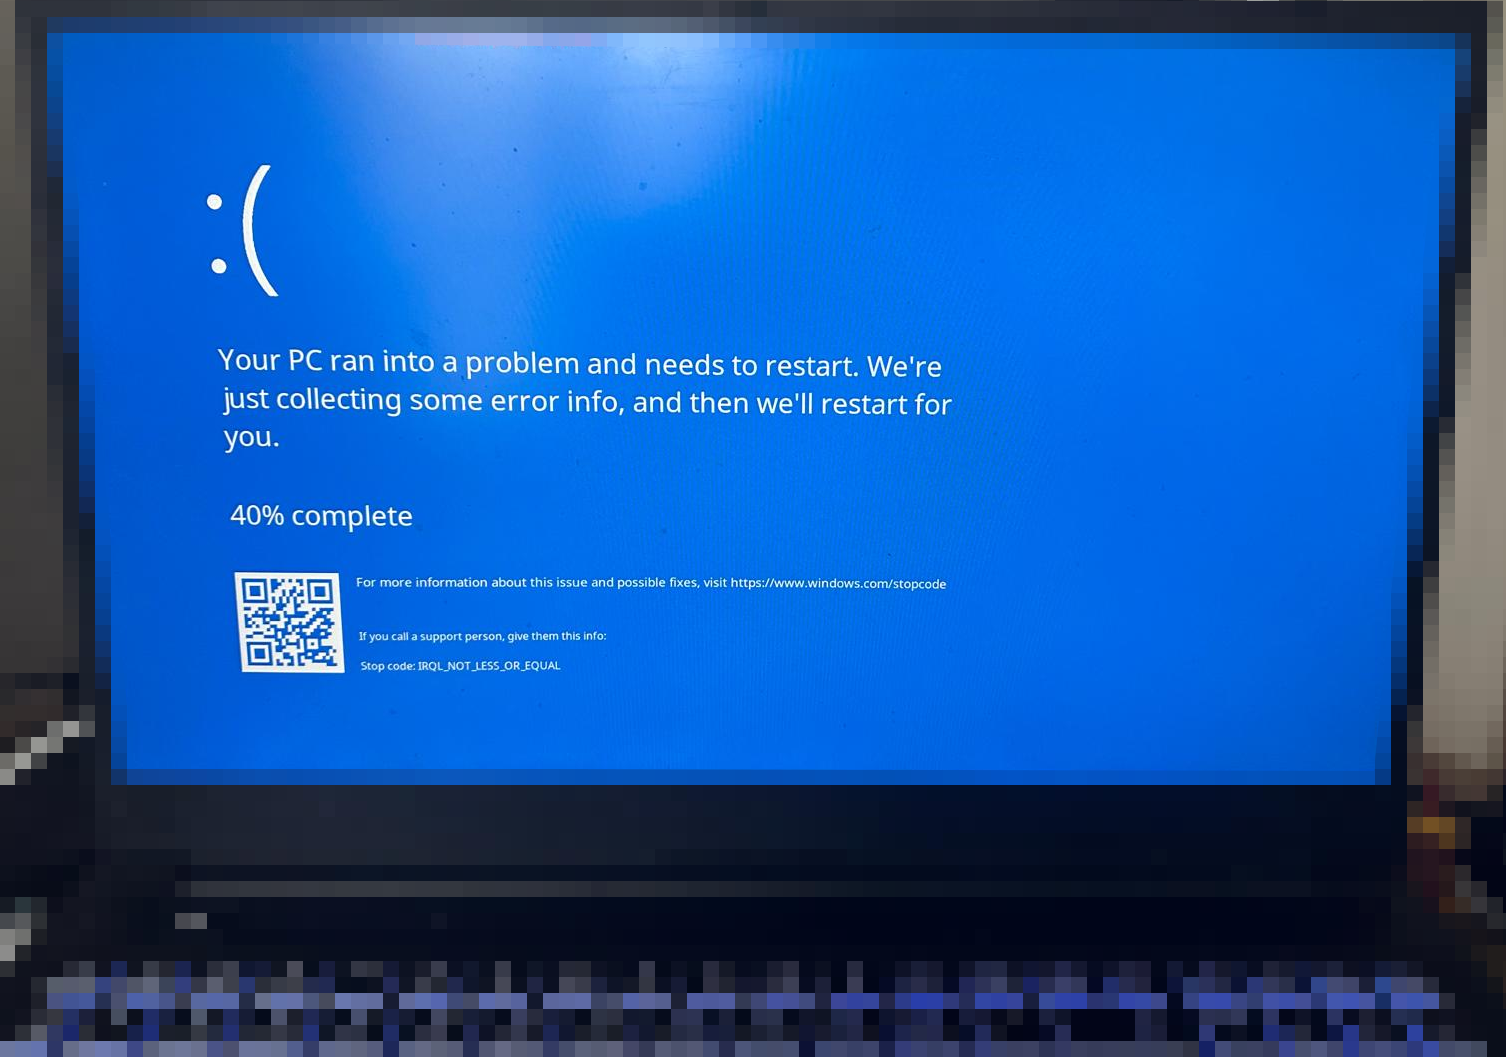 :(
Your PC ran into a problem and needs to restart. We're
just collecting some error info, and then we'll restart for
you.
40% complete
For more information about this issue and possible fixes, visit https://www.windows.com/stopcode
If you call a support person, give them this info:
Stop code: IRQL_NOT_LESS_OR_EQUAL